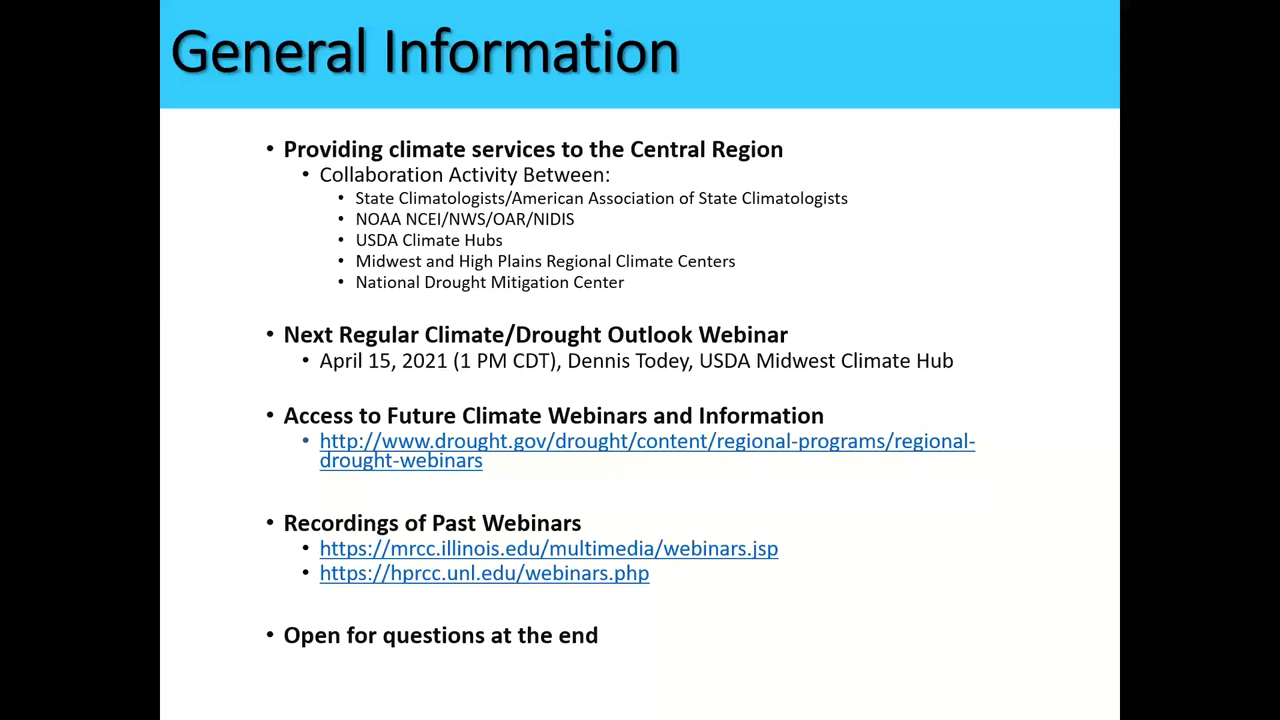 General Information
• Providing climate services to the Central Region
• Collaboration Activity Between:
• State Climatologists/American Association of State Climatologists
• NOAA NCEI/NWS/OAR/NIDIS
• USDA Climate Hubs
• Midwest and High Plains Regional Climate Centers
• National Drought Mitigation Center
• Next Regular Climate/Drought Outlook Webinar
• April 15, 2021 (1 PM CDT), Dennis Todey, USDA Midwest Climate Hub
• Access to Future Climate Webinars and Information
• http://www.drought.gov/drought/content/regional-programs/regional-
drought-webinars
• Recordings of Past Webinars
• https://mrcc.illinois.edu/multimedia/webinars.jsp
• https://hprcc.unl.edu/webinars.php
• Open for questions at the end